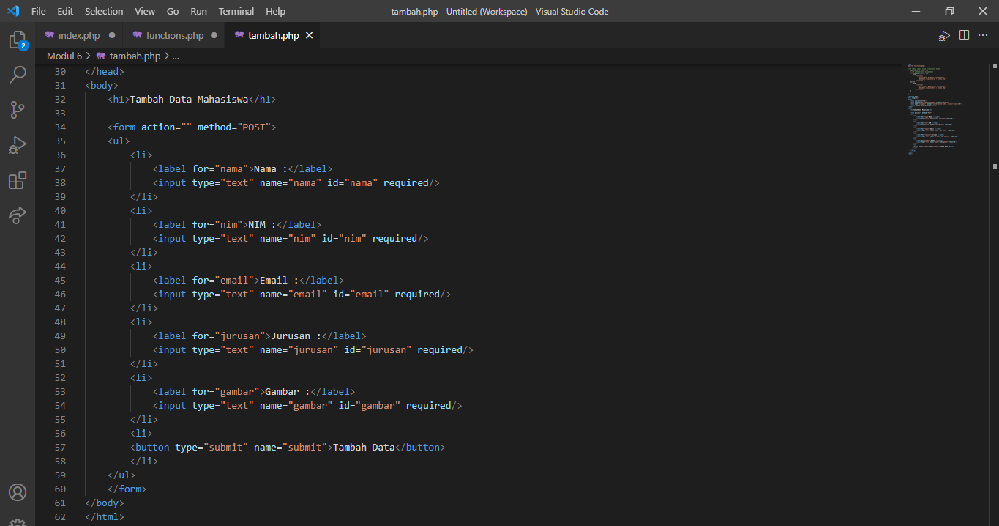 File Edit Selection View Go Run Terminal Help tambah.php - Untitled (Workspace) - Visual Studio Code
index.php functions.php tambah.php
2
Modul 6 > tambah.php > ...
30 </head>
31 <body>
32 <h1>Tambah Data Mahasiswa</h1>
33
34 <form action="" method="POST">
35 <ul>
36 <li>
37 <label for="nama">Nama :</label>
38 <input type="text" name="nama" id="nama" required/>
39 </li>
40 <li>
41 <label for="nim">NIM :</label>
42 <input type="text" name="nim" id="nim" required/>
43 </li>
44 <li>
45 <label for="email">Email :</label>
46 <input type="text" name="email" id="email" required/>
47 </li>
48 <li>
49 <label for="jurusan">Jurusan :</label>
50 <input type="text" name="jurusan" id="jurusan" required/>
51 </li>
52 <li>
53 <label for="gambar">Gambar :</label>
54 <input type="text" name="gambar" id="gambar" required/>
55 </li>
56 <li>
57 <button type="submit" name="submit">Tambah Data</button>
58 </li>
59 </ul>
60 </form>
61 </body>
62 </html>